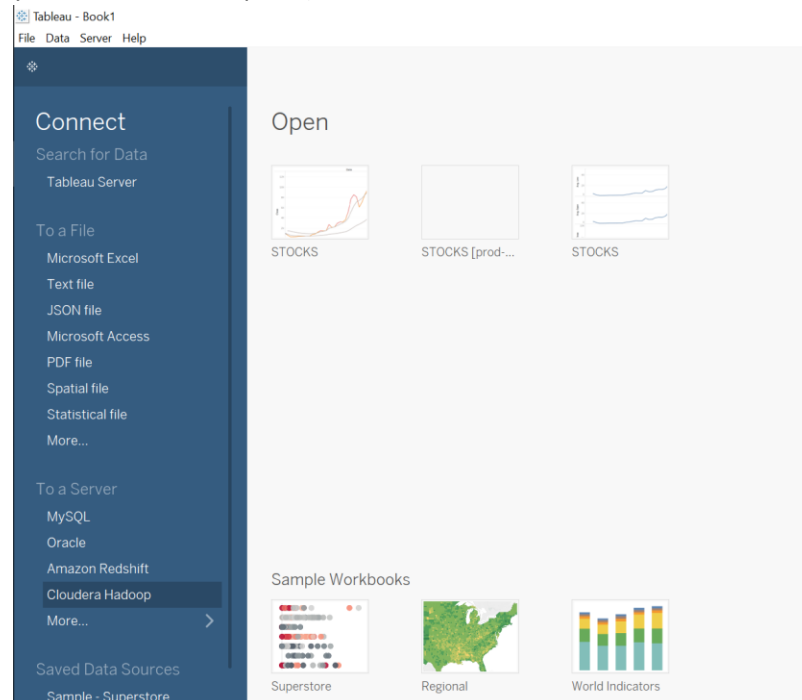 Tableau - Book1
File Data Server Help
Connect
Search for Data
Tableau Server
To a File
Microsoft Excel
Text file
JSON file
Microsoft Access
PDF file
Spatial file
Statistical file
More...
To a Server
MySQL
Oracle
Amazon Redshift
Cloudera Hadoop
More...
Saved Data Sources
Sample - Superstore
Open
STOCKS
STOCKS [prod-...
STOCKS
Sample Workbooks
Superstore
Regional
World Indicators